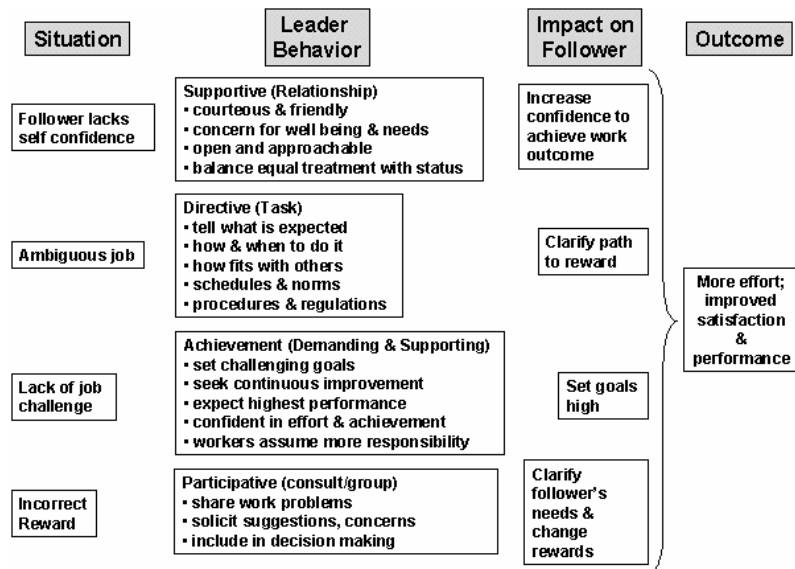 Situation
Leader
Behavior
Impact on
Follower
Outcome
Follower lacks
self confidence
Supportive (Relationship)
▪ courteous & friendly
▪ concern for well being & needs
▪ open and approachable
▪ balance equal treatment with status
Increase
confidence to
achieve work
outcome
Ambiguous job
Directive (Task)
▪ tell what is expected
▪ how & when to do it
▪ how fits with others
▪ schedules & norms
▪ procedures & regulations
Clarify path
to reward
Lack of job
challenge
Achievement (Demanding & Supporting)
▪ set challenging goals
▪ seek continuous improvement
▪ expect highest performance
▪ confident in effort & achievement
▪ workers assume more responsibility
Set goals
high
Incorrect
Reward
Participative (consult/group)
▪ share work problems
▪ solicit suggestions, concerns
▪ include in decision making
Clarify
follower's
needs &
change
rewards
More effort;
improved
satisfaction
&
performance